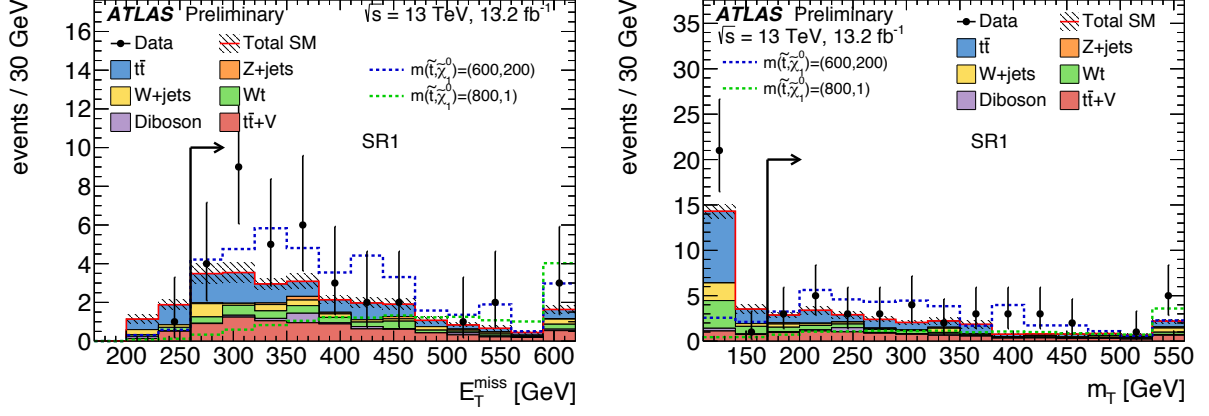 events / 30 GeV
16
14
12
10
8
6
4
2
0
ATLAS Preliminary
√s = 13 TeV, 13.2 fb⁻¹
Data
Total SM
tt̄
Z+jets
W+jets
Wt
Diboson
tt̄+V
m(t̃,χ̃₁⁰)=(600,200)
m(t̃,χ̃₁⁰)=(800,1)
SR1
200 250 300 350 400 450 500 550 600
E_T^miss [GeV]
events / 30 GeV
35
30
25
20
15
10
5
0
ATLAS Preliminary
√s = 13 TeV, 13.2 fb⁻¹
m(t̃,χ̃₁⁰)=(600,200)
m(t̃,χ̃₁⁰)=(800,1)
Data
Total SM
tt̄
Z+jets
W+jets
Wt
Diboson
tt̄+V
SR1
150 200 250 300 350 400 450 500 550
m_T [GeV]